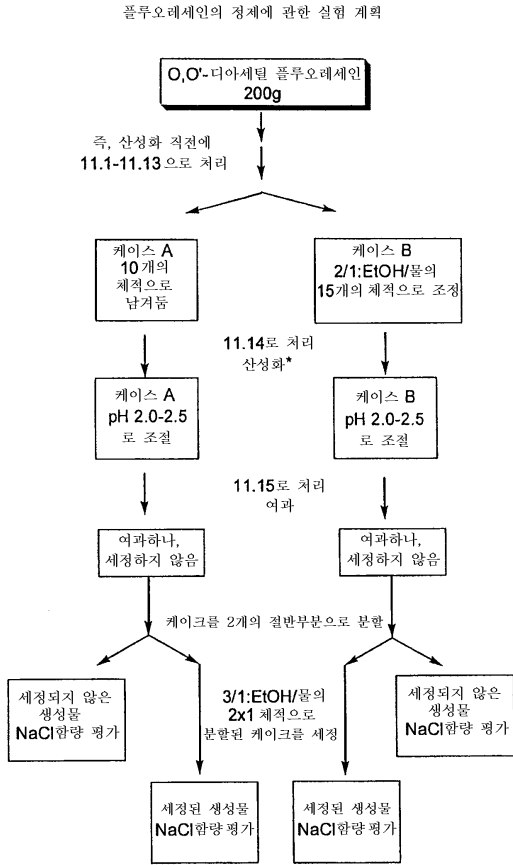 플루오레세인의 정제에 관한 실험 계획
O,O'-디아세틸 플루오레세인
200g
즉, 산성화 직전에
11.1-11.13으로 처리
케이스 A
10개의
체적으로
남겨둠
케이스 B
2/1:EtOH/물의
15개의 체적으로 조정
11.14로 처리
산성화*
케이스 A
pH 2.0-2.5
로 조절
케이스 B
pH 2.0-2.5
로 조절
11.15로 처리
여과
여과하나,
세정하지 않음
여과하나,
세정하지 않음
케이크를 2개의 절반부분으로 분할
세정되지 않은
생성물
NaCl함량 평가
3/1:EtOH/물의
2x1 체적으로
분할된 케이크를 세정
세정되지 않은
생성물
NaCl함량 평가
세정된 생성물
NaCl함량 평가
세정된 생성물
NaCl함량 평가